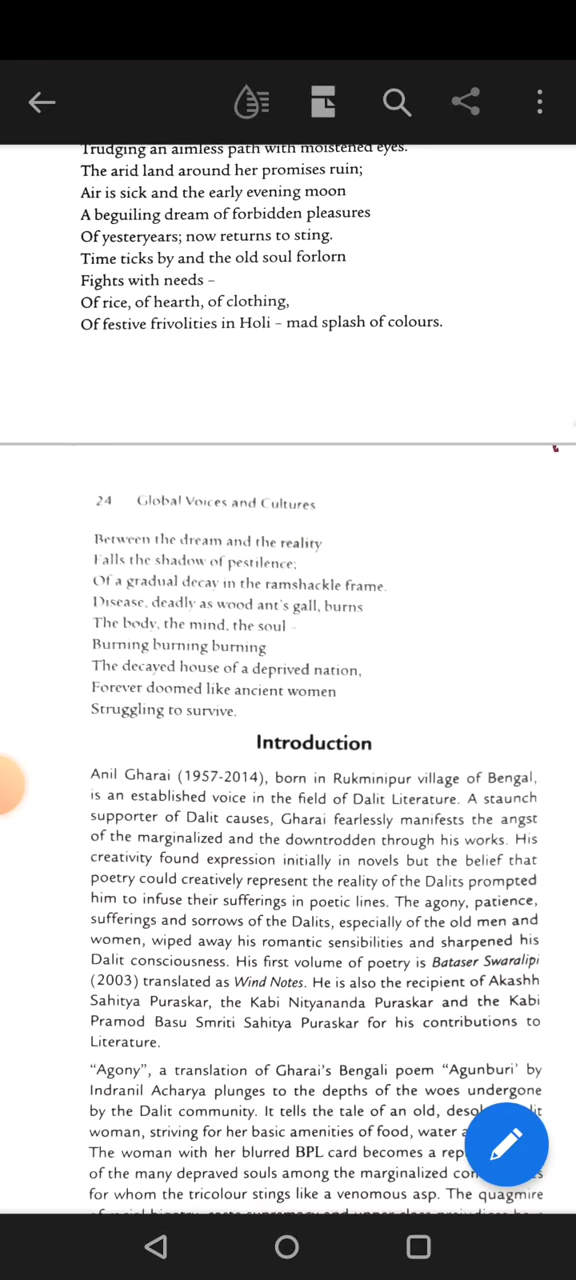 Trudging an aimless path with moistened eyes.
The arid land around her promises ruin;
Air is sick and the early evening moon
A beguiling dream of forbidden pleasures
Of yesteryears; now returns to sting.
Time ticks by and the old soul forlorn
Fights with needs –
Of rice, of hearth, of clothing,
Of festive frivolities in Holi – mad splash of colours.
24 Global Voices and Cultures
Between the dream and the reality
Falls the shadow of pestilence;
Of a gradual decay in the ramshackle frame.
Disease, deadly as wood ant's gall, burns
The body, the mind, the soul –
Burning burning burning
The decayed house of a deprived nation,
Forever doomed like ancient women
Struggling to survive.
Introduction
Anil Gharai (1957-2014), born in Rukminipur village of Bengal,
is an established voice in the field of Dalit Literature. A staunch
supporter of Dalit causes, Gharai fearlessly manifests the angst
of the marginalized and the downtrodden through his works. His
creativity found expression initially in novels but the belief that
poetry could creatively represent the reality of the Dalits prompted
him to infuse their sufferings in poetic lines. The agony, patience,
sufferings and sorrows of the Dalits, especially of the old men and
women, wiped away his romantic sensibilities and sharpened his
Dalit consciousness. His first volume of poetry is Bataser Swaralipi
(2003) translated as Wind Notes. He is also the recipient of Akashh
Sahitya Puraskar, the Kabi Nityananda Puraskar and the Kabi
Pramod Basu Smriti Sahitya Puraskar for his contributions to
Literature.
“Agony”, a translation of Gharai's Bengali poem “Agunburi’ by
Indranil Acharya plunges to the depths of the woes undergone
by the Dalit community. It tells the tale of an old,
woman, striving for her basic amenities of food, water
The woman with her blurred BPL card becomes a
of the many depraved souls among the marginalized
for whom the tricolour stings like a venomous asp. The quagmire